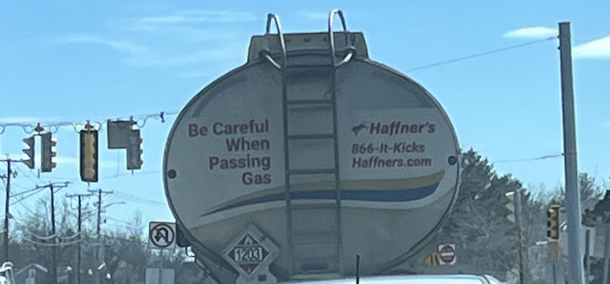 Be Careful
When
Passing
Gas
Haffner's
866-It-Kicks
Haffners.com
1203